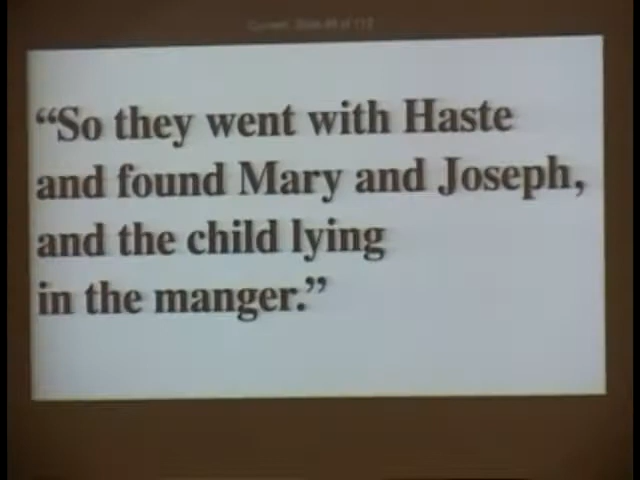 “So they went with Haste
and found Mary and Joseph,
and the child lying
in the manger.”